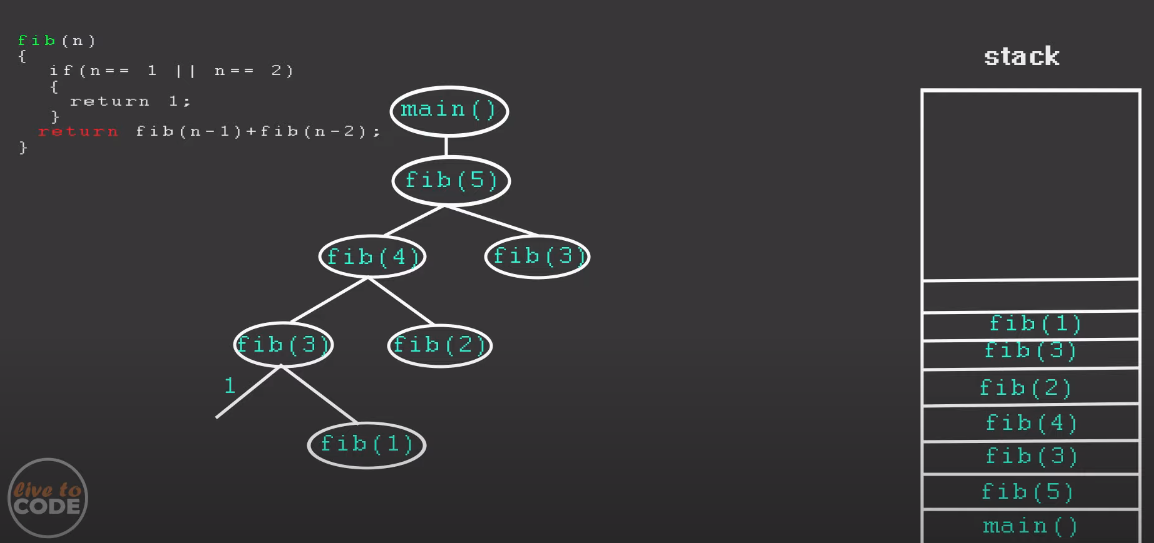 fib(n)
{
if(n== 1 || n== 2)
{
return 1;
}
return fib(n-1)+fib(n-2);
}
main()
fib(5)
fib(4)
fib(3)
fib(3)
fib(2)
1
fib(1)
stack
fib(1)
fib(3)
fib(2)
fib(4)
fib(3)
fib(5)
main()
live to
CODE